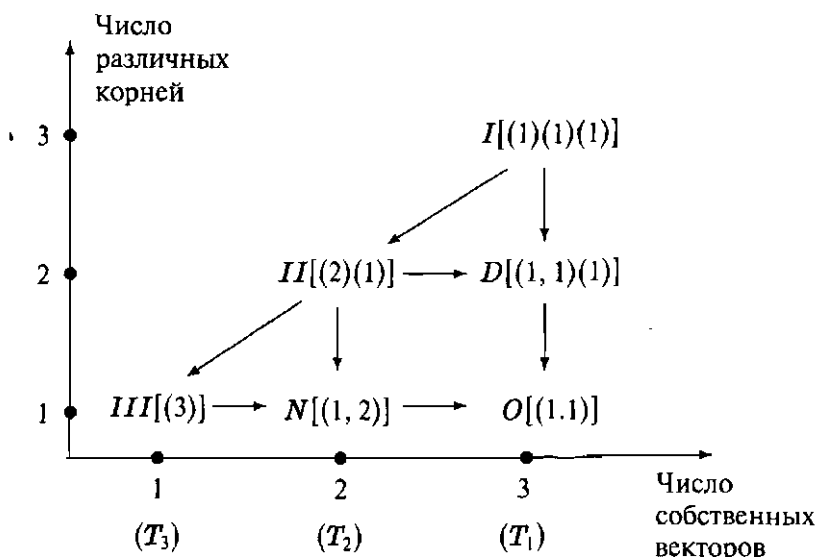 Число
различных
корней
3
I[(1)(1)(1)]
2
II[(2)(1)]
D[(1, 1)(1)]
1
III[(3)]
N[(1, 2)]
O[(1.1)]
1
2
3
Число
собственных
векторов
(T₃)
(T₂)
(T₁)